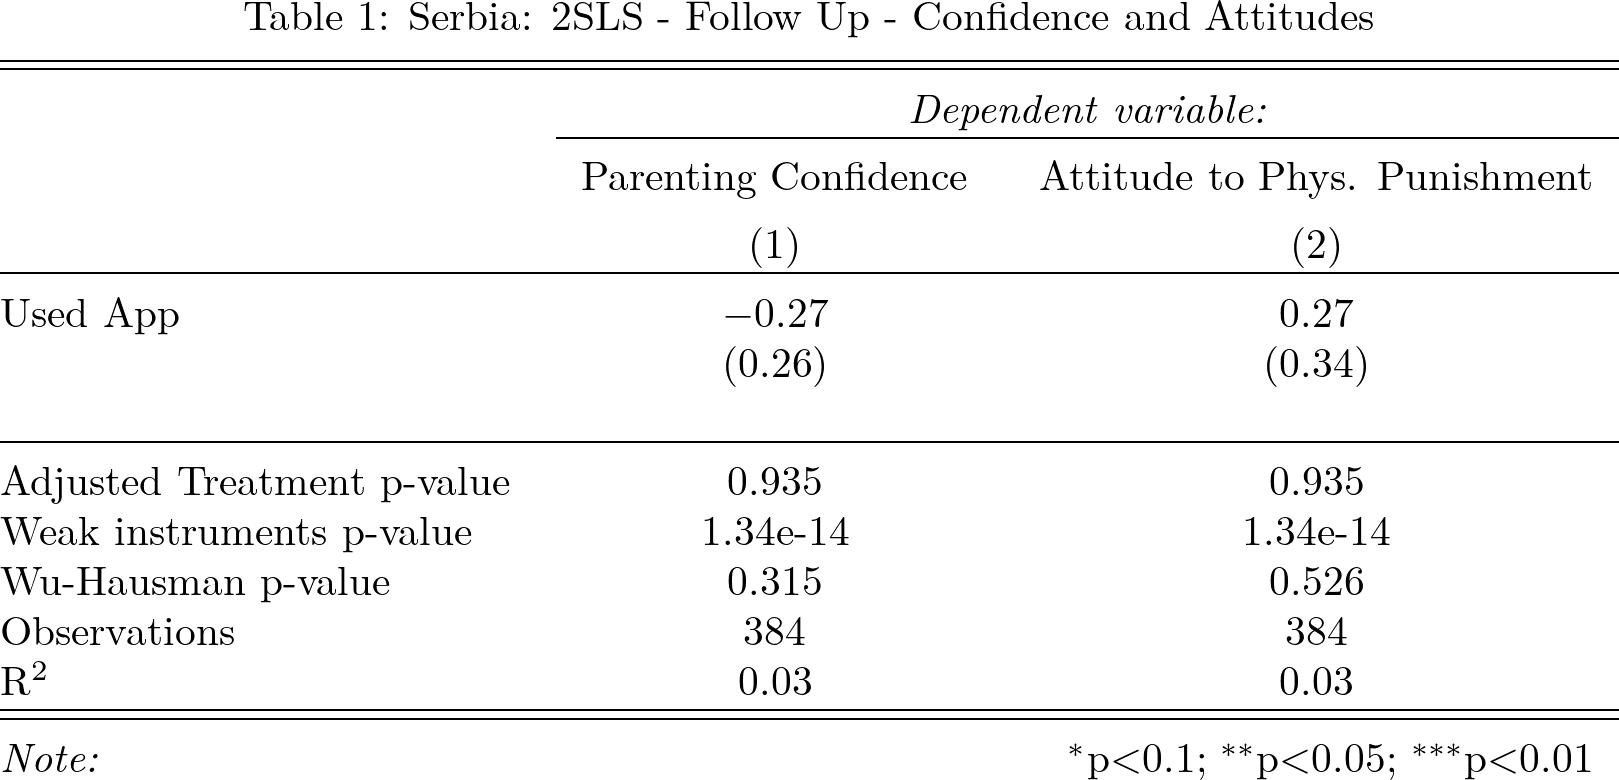 Table 1: Serbia: 2SLS - Follow Up - Confidence and Attitudes
Dependent variable:
Parenting Confidence Attitude to Phys. Punishment
(1) (2)
Used App −0.27 0.27
(0.26) (0.34)
Adjusted Treatment p-value 0.935 0.935
Weak instruments p-value 1.34e-14 1.34e-14
Wu-Hausman p-value 0.315 0.526
Observations 384 384
R² 0.03 0.03
Note: *p<0.1; **p<0.05; ***p<0.01